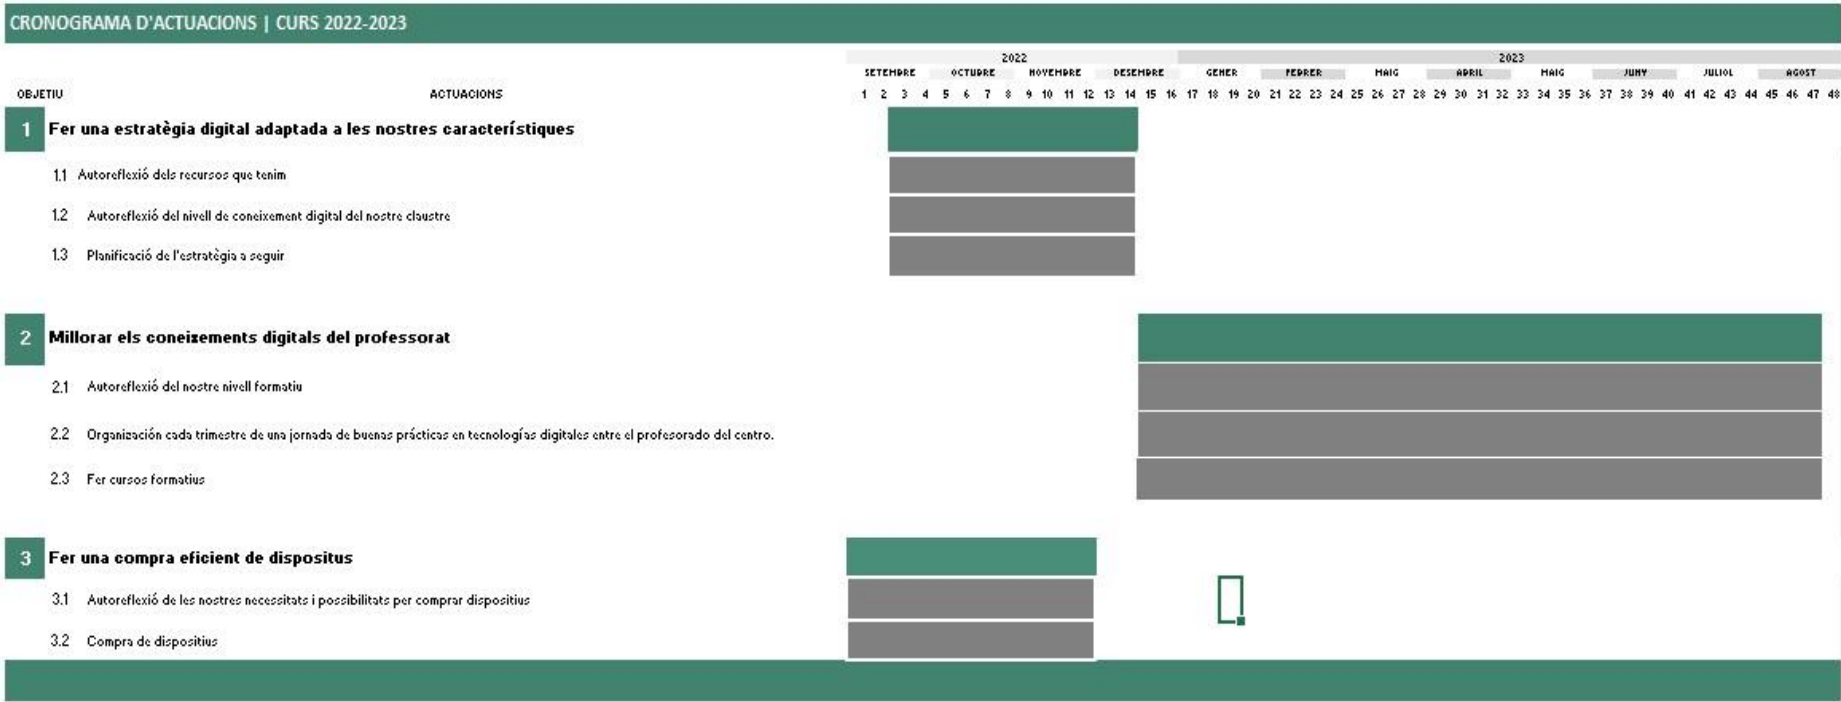 CRONOGRAMA D'ACTUACIONS | CURS 2022-2023
2022 2023
SETEMBRE OCTUBRE NOVEMBRE DESEMBRE GENER FEBRER MAIG ABRIL MAIG JUNY JULIOL AGOST
OBJETIU ACTUACIONS 1 2 3 4 5 6 7 8 9 10 11 12 13 14 15 16 17 18 19 20 21 22 23 24 25 26 27 28 29 30 31 32 33 34 35 36 37 38 39 40 41 42 43 44 45 46 47 48
1 Fer una estratègia digital adaptada a les nostres característiques
1.1 Autoreflexió dels recursos que tenim
1.2 Autoreflexió del nivell de coneixement digital del nostre claustre
1.3 Planificació de l'estratègia a seguir
2 Millorar els coneixements digitals del professorat
2.1 Autoreflexió del nostre nivell formatiu
2.2 Organización cada trimestre de una jornada de buenas prácticas en tecnologías digitales entre el profesorado del centro.
2.3 Fer cursos formatius
3 Fer una compra eficient de dispositus
3.1 Autoreflexió de les nostres necessitats i possibilitats per comprar dispositius
3.2 Compra de dispositius